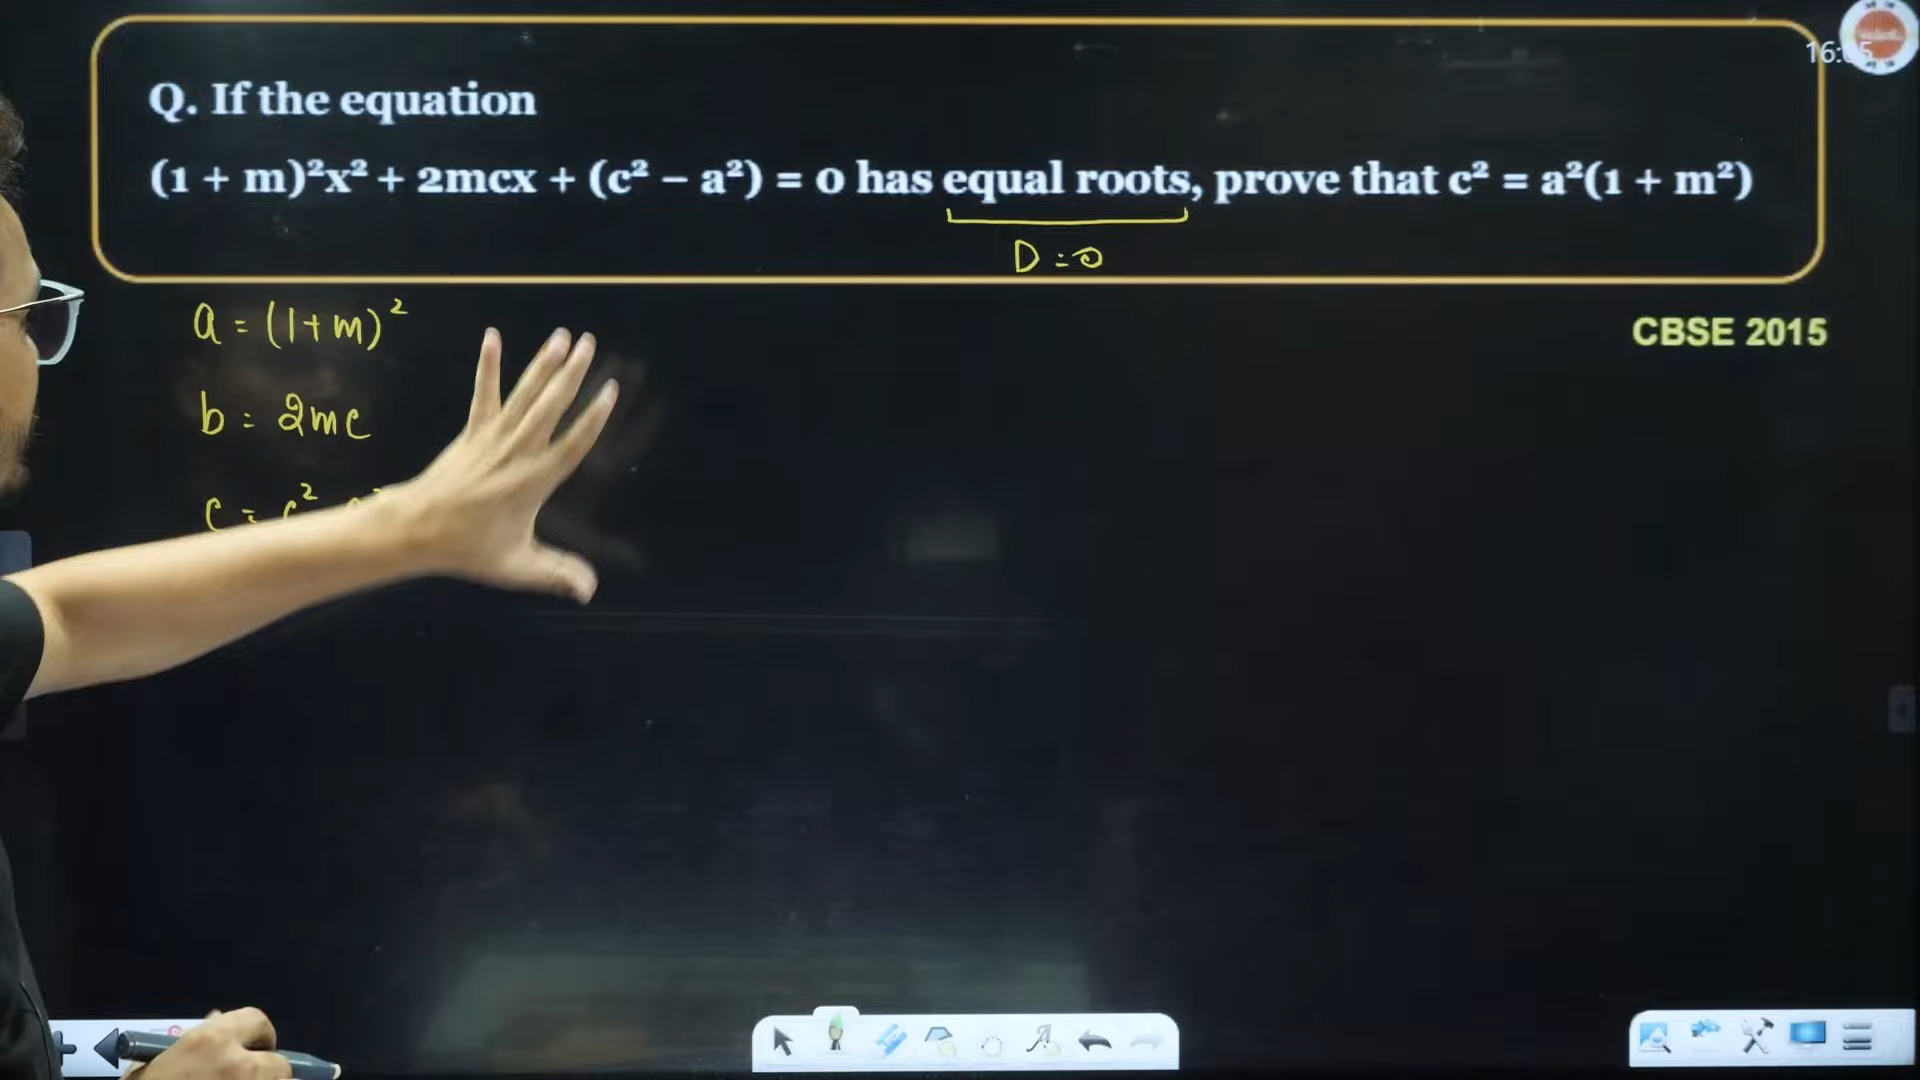 Q. If the equation
(1 + m)²x² + 2mcx + (c² – a²) = 0 has equal roots, prove that c² = a²(1 + m²)
D = 0
CBSE 2015
a = (1+m)²
b = 2mc
c = c²